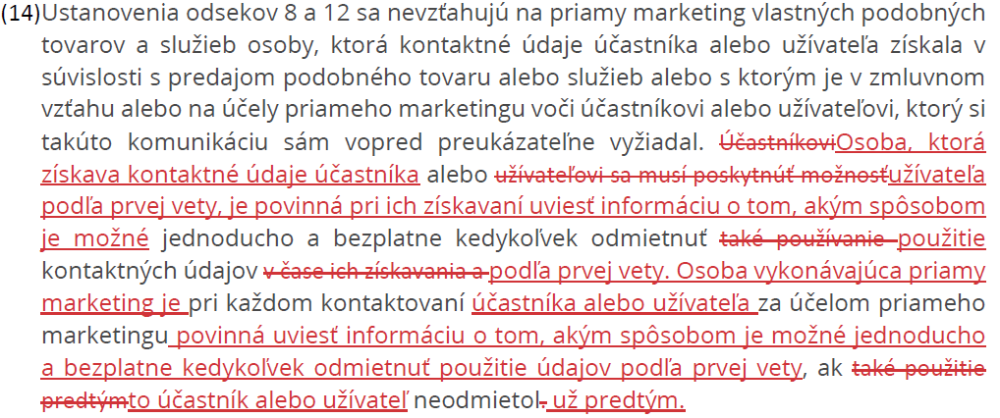 (14)Ustanovenia odsekov 8 a 12 sa nevzťahujú na priamy marketing vlastných podobných
tovarov a služieb osoby, ktorá kontaktné údaje účastníka alebo užívateľa získala v
súvislosti s predajom podobného tovaru alebo služieb alebo s ktorým je v zmluvnom
vzťahu alebo na účely priameho marketingu voči účastníkovi alebo užívateľovi, ktorý si
takúto komunikáciu sám vopred preukázateľne vyžiadal. ÚčastníkoviOsoba, ktorá
získava kontaktné údaje účastníka alebo užívateľovi sa musí poskytnúť možnosťužívateľa
podľa prvej vety, je povinná pri ich získavaní uviesť informáciu o tom, akým spôsobom
je možné jednoducho a bezplatne kedykoľvek odmietnuť také používanie použitie
kontaktných údajov v čase ich získavania a podľa prvej vety. Osoba vykonávajúca priamy
marketing je pri každom kontaktovaní účastníka alebo užívateľa za účelom priameho
marketingu povinná uviesť informáciu o tom, akým spôsobom je možné jednoducho
a bezplatne kedykoľvek odmietnuť použitie údajov podľa prvej vety, ak také použitie
predtýmto účastník alebo užívateľ neodmietol. už predtým.